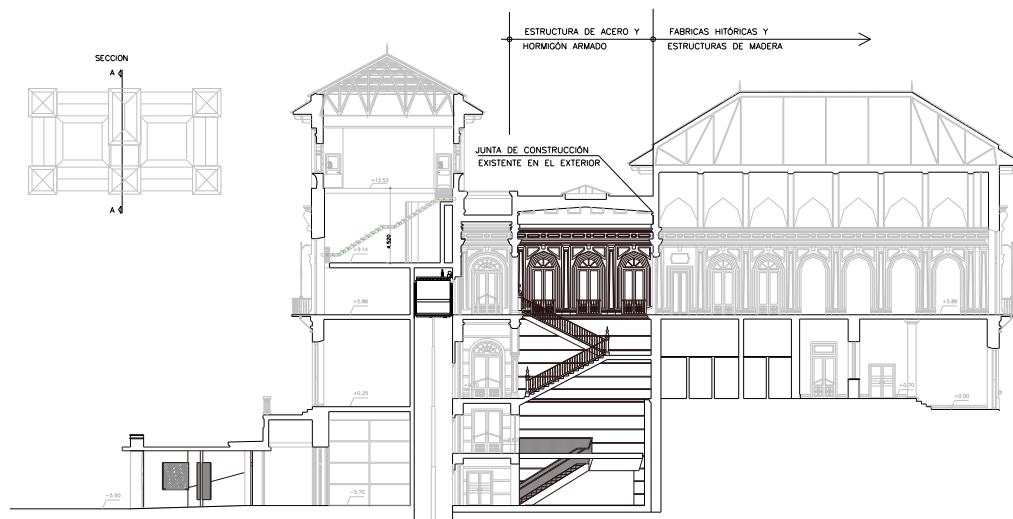 ESTRUCTURA DE ACERO Y
HORMIGÓN ARMADO
FABRICAS HITÓRICAS Y
ESTRUCTURAS DE MADERA
SECCION
A
A
JUNTA DE CONSTRUCCIÓN
EXISTENTE EN EL EXTERIOR
+13.53
4.520
+8.14
+5.86
+5.86
+0.25
+0.70
+0.00
-5.90
-5.70